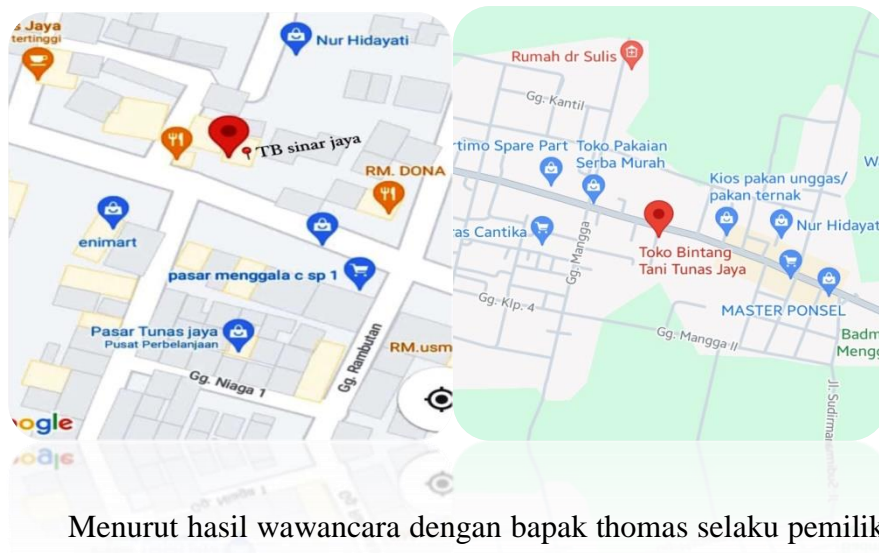 s Jaya
tertinggi
Nur Hidayati
TB sinar jaya
RM. DONA
enimart
pasar menggala c sp 1
Pasar Tunas jaya
Pusat Perbelanjaan
RM.usm
Gg. Niaga 1
Gg. Rambutan
ogle
Rumah dr Sulis
Gg. Kantil
rtimo Spare Part
Toko Pakaian
Serba Murah
Kios pakan unggas/
pakan ternak
W
as Cantika
Gg. Mangga
Nur Hidayat
Toko Bintang
Tani Tunas Jaya
Gg. Klp. 4
MASTER PONSEL
Gg. Mangga II
Badm
Mengg
Jl. Sudirman
Menurut hasil wawancara dengan bapak thomas selaku pemilik